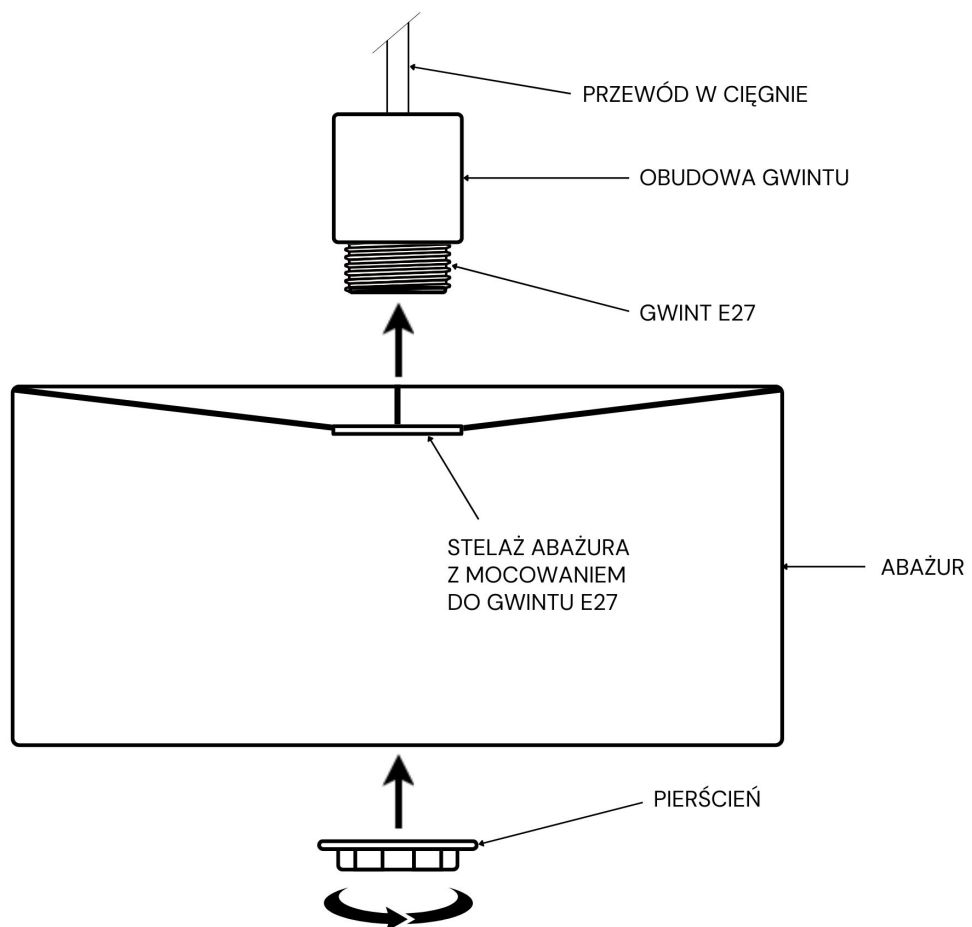 PRZEWÓD W CIĘGNIE
OBUDOWA GWINTU
GWINT E27
STELAŻ ABAŻURA
Z MOCOWANIEM
DO GWINTU E27
ABAŻUR
PIERŚCIEŃ